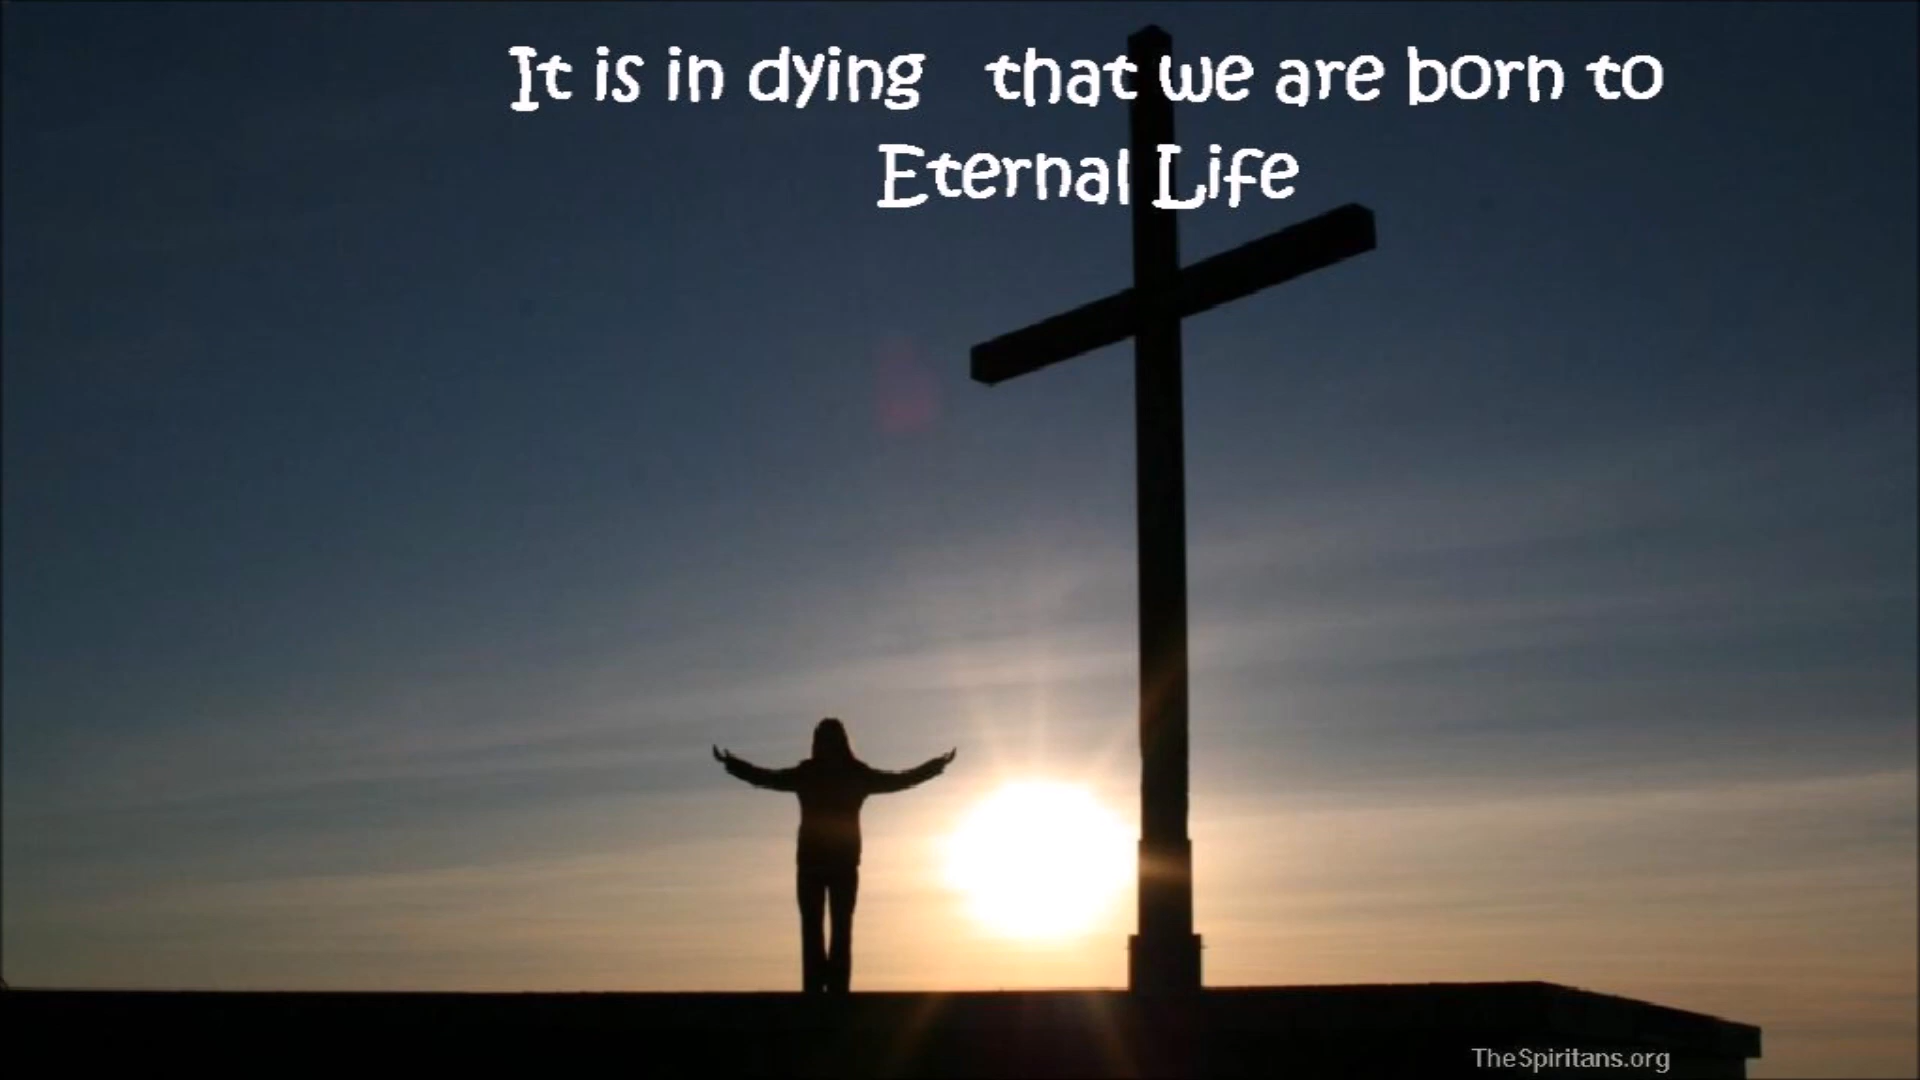 It is in dying that we are born to
Eternal Life
TheSpiritans.org